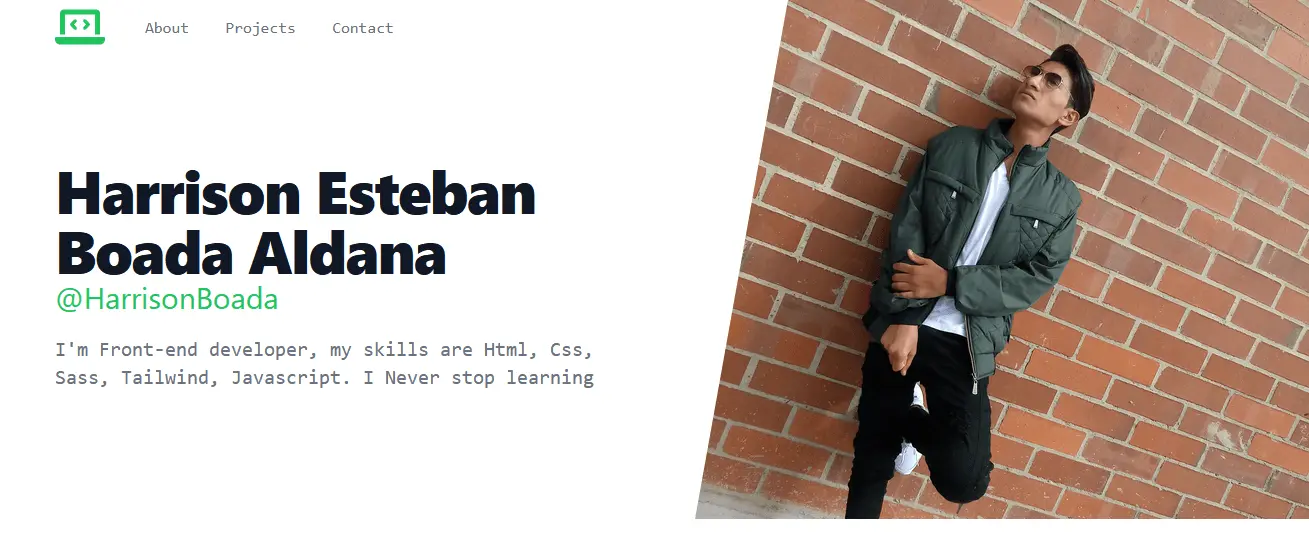 About Projects Contact
Harrison Esteban
Boada Aldana
@HarrisonBoada
I'm Front-end developer, my skills are Html, Css,
Sass, Tailwind, Javascript. I Never stop learning